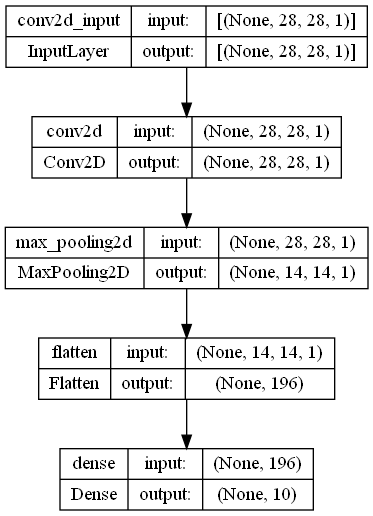 conv2d_input input: [(None, 28, 28, 1)]
InputLayer output: [(None, 28, 28, 1)]
conv2d input: (None, 28, 28, 1)
Conv2D output: (None, 28, 28, 1)
max_pooling2d input: (None, 28, 28, 1)
MaxPooling2D output: (None, 14, 14, 1)
flatten input: (None, 14, 14, 1)
Flatten output: (None, 196)
dense input: (None, 196)
Dense output: (None, 10)